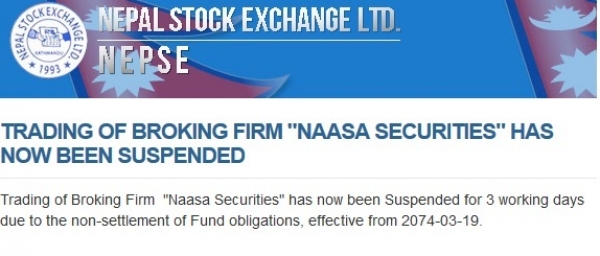 NEPAL STOCK EXCHANGE LTD.
NEPSE
NEPAL STOCK EXCHANGE LTD.
1993
TRADING OF BROKING FIRM "NAASA SECURITIES" HAS
NOW BEEN SUSPENDED
Trading of Broking Firm "Naasa Securities" has now been Suspended for 3 working days
due to the non-settlement of Fund obligations, effective from 2074-03-19.